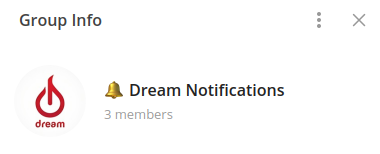 Group Info
🔔 Dream Notifications
3 members
dream